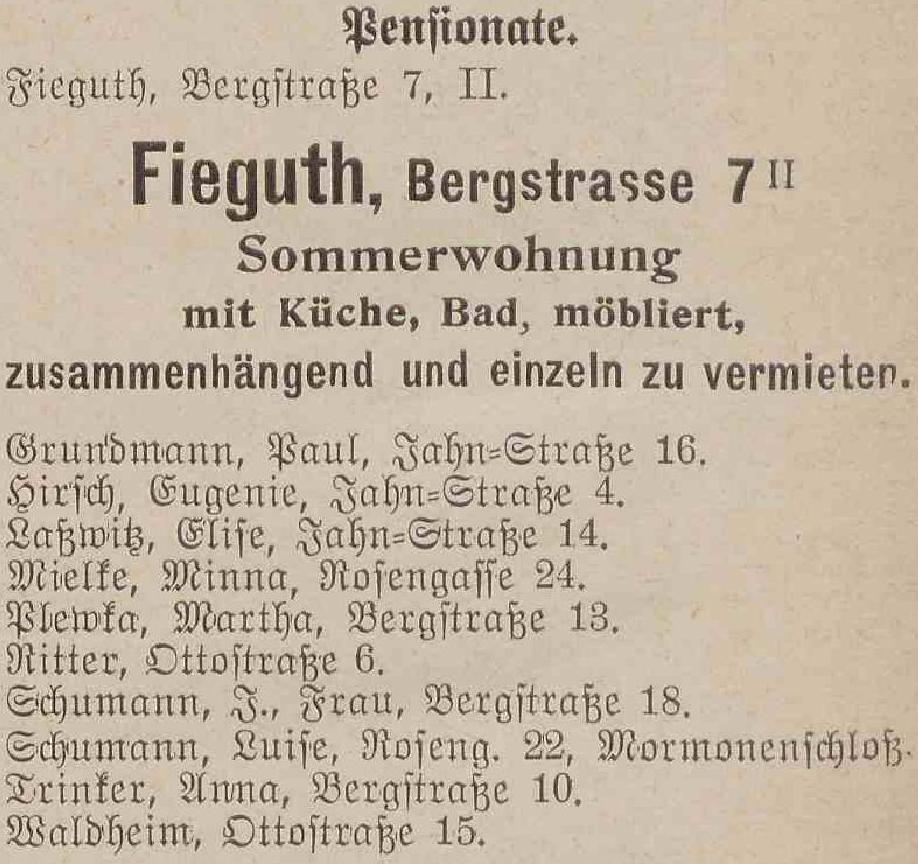 Pensionate.
Fieguth, Bergstraße 7, II.
Fieguth, Bergstrasse 7 II
Sommerwohnung
mit Küche, Bad, möbliert,
zusammenhängend und einzeln zu vermieten.
Grundmann, Paul, Jahn-Straße 16.
Hirsch, Eugenie, Jahn-Straße 4.
Laßwitz, Elise, Jahn-Straße 14.
Mielke, Minna, Rosengasse 24.
Plewka, Martha, Bergstraße 13.
Ritter, Ottostraße 6.
Schumann, J., Frau, Bergstraße 18.
Schumann, Luise, Roseng. 22, Mormonenschloß.
Trinker, Anna, Bergstraße 10.
Waldheim, Ottostraße 15.